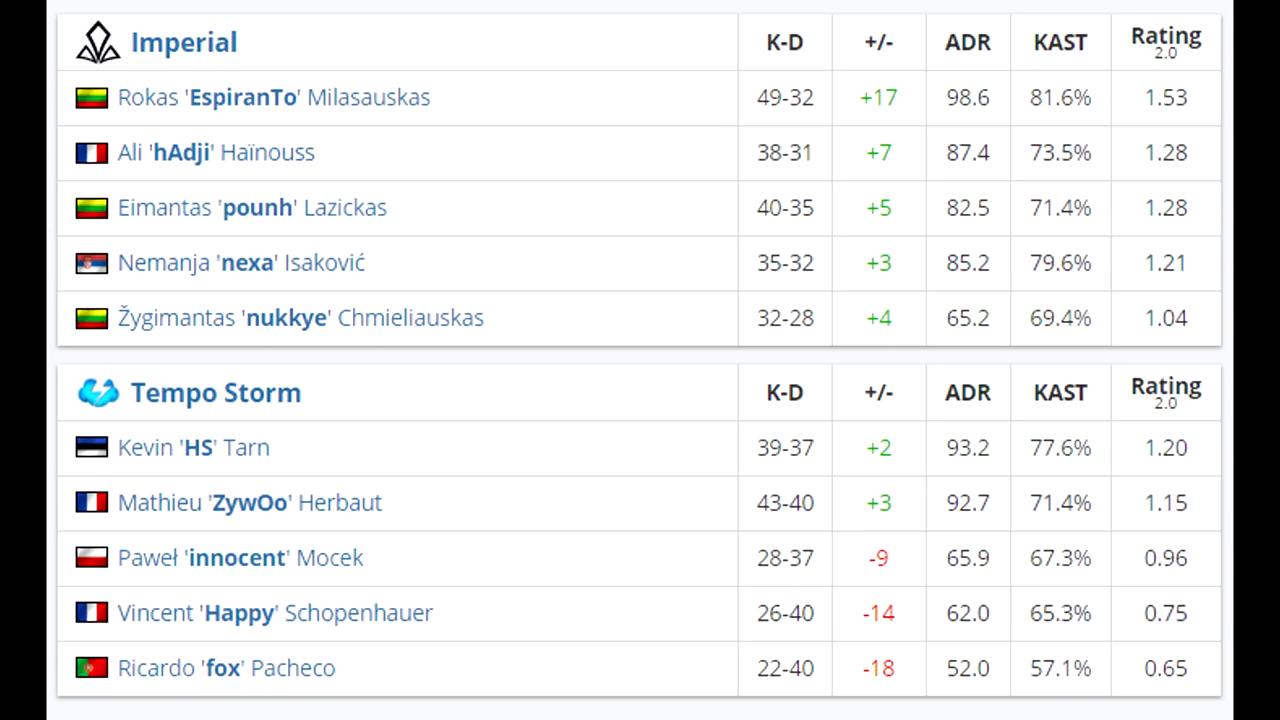 Imperial K-D +/- ADR KAST Rating 2.0
Rokas 'EspiranTo' Milasauskas 49-32 +17 98.6 81.6% 1.53
Ali 'hAdji' Haïnouss 38-31 +7 87.4 73.5% 1.28
Eimantas 'pounh' Lazickas 40-35 +5 82.5 71.4% 1.28
Nemanja 'nexa' Isaković 35-32 +3 85.2 79.6% 1.21
Žygimantas 'nukkye' Chmieliauskas 32-28 +4 65.2 69.4% 1.04
Tempo Storm K-D +/- ADR KAST Rating 2.0
Kevin 'HS' Tarn 39-37 +2 93.2 77.6% 1.20
Mathieu 'ZywOo' Herbaut 43-40 +3 92.7 71.4% 1.15
Paweł 'innocent' Mocek 28-37 -9 65.9 67.3% 0.96
Vincent 'Happy' Schopenhauer 26-40 -14 62.0 65.3% 0.75
Ricardo 'fox' Pacheco 22-40 -18 52.0 57.1% 0.65